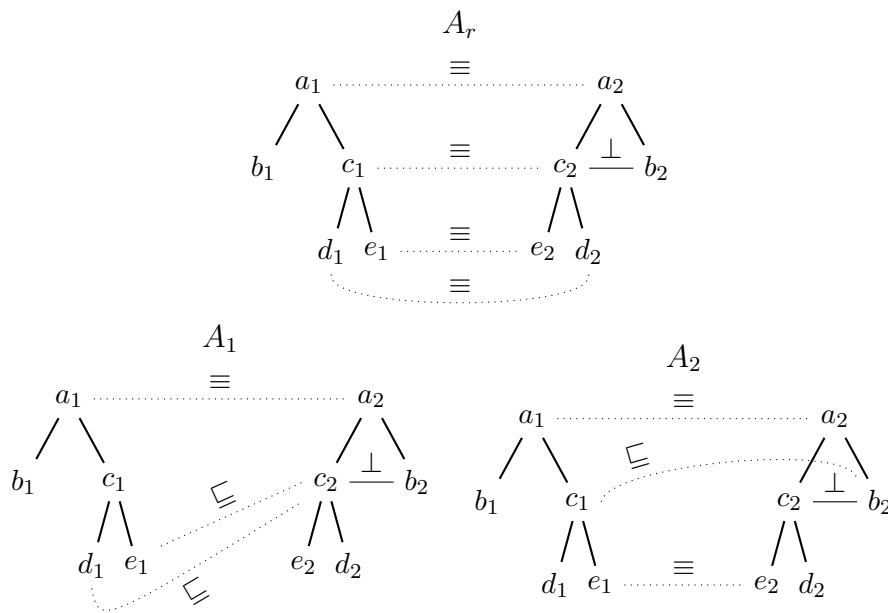 A_r
≡
a_1 a_2
≡ ⊥
b_1 c_1 c_2 b_2
≡
d_1 e_1 e_2 d_2
≡
A_1
≡
a_1 a_2
⊑ ⊥
b_1 c_1 c_2 b_2
d_1 e_1 e_2 d_2
⊑
A_2
≡
a_1 a_2
⊑ ⊥
b_1 c_1 c_2 b_2
≡
d_1 e_1 e_2 d_2